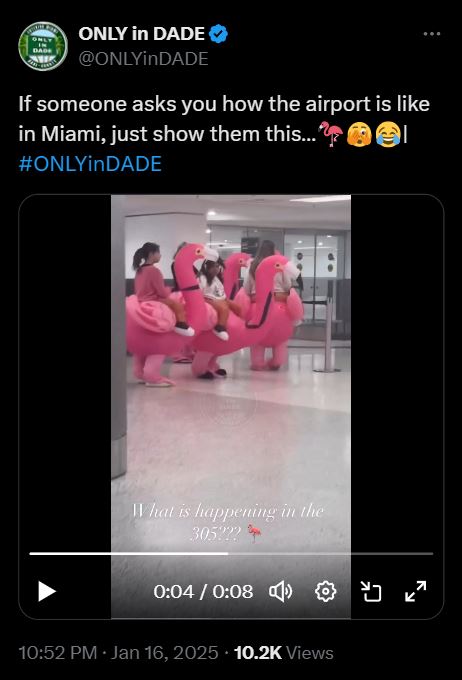 ONLY in DADE
@ONLYinDADE
If someone asks you how the airport is like
in Miami, just show them this...🦩🫣😂|
#ONLYinDADE
What is happening in the
305??? 🦩
0:04 / 0:08
10:52 PM · Jan 16, 2025 · 10.2K Views